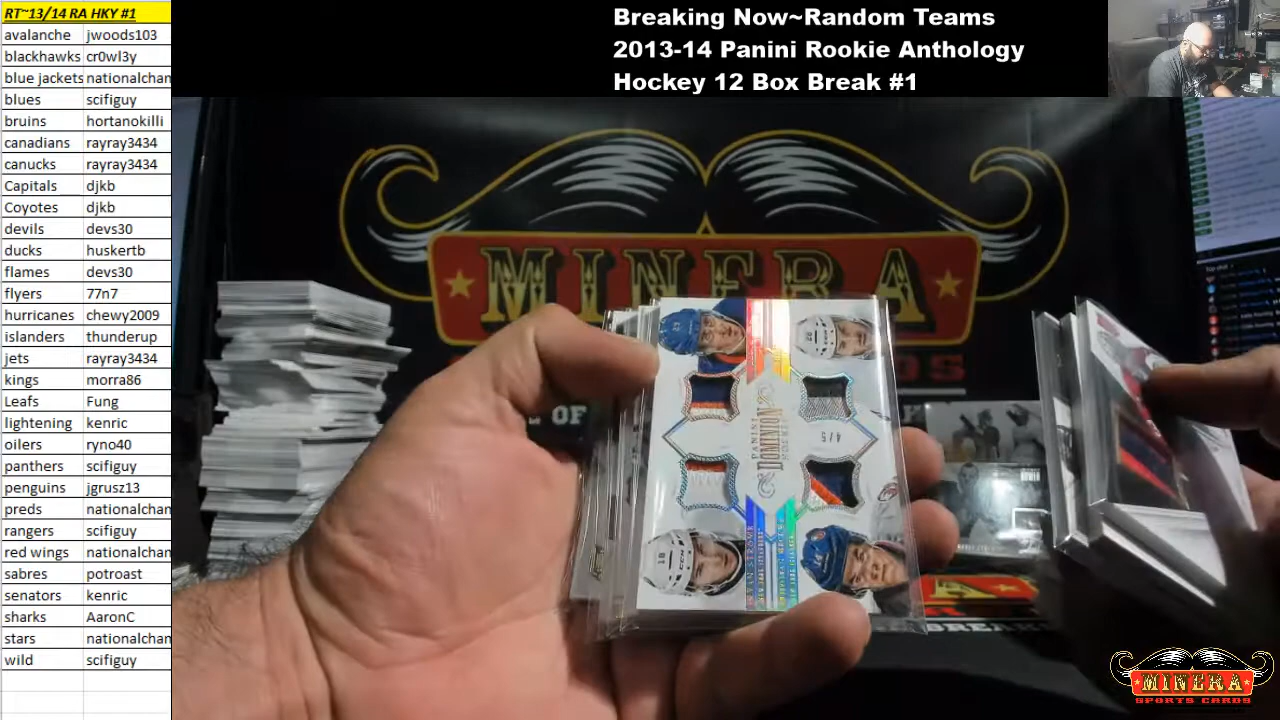 RT~13/14 RA HKY #1
avalanche jwoods103
blackhawks cr0wl3y
blue jackets nationalchan
blues scifiguy
bruins hortanokilli
canadians rayray3434
canucks rayray3434
Capitals djkb
Coyotes djkb
devils devs30
ducks huskertb
flames devs30
flyers 77n7
hurricanes chewy2009
islanders thunderup
jets rayray3434
kings morra86
Leafs Fung
lightening kenric
oilers ryno40
panthers scifiguy
penguins jgrusz13
preds nationalchan
rangers scifiguy
red wings nationalchan
sabres potroast
senators kenric
sharks AaronC
stars nationalchan
wild scifiguy
Breaking Now~Random Teams
2013-14 Panini Rookie Anthology
Hockey 12 Box Break #1
MINERA
OF
PANINI
DOMINION
4/5
MINERA
SPORTS CARDS